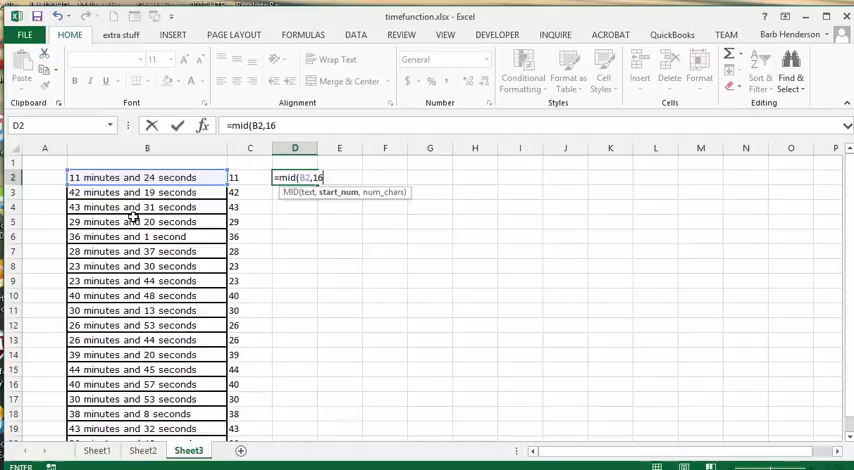 timefunction.xlsx - Excel
FILE HOME extra stuff INSERT PAGE LAYOUT FORMULAS DATA REVIEW VIEW DEVELOPER INQUIRE ACROBAT QuickBooks TEAM Barb Henderson
Paste
11
Wrap Text
General
Merge & Center
Conditional Formatting
Format as Table
Cell Styles
Insert Delete Format
Sort & Filter
Find & Select
Clipboard Font Alignment Number Styles Cells Editing
D2 =mid(B2,16
A B C D E F G H I J K L M N O P
1
2 11 minutes and 24 seconds 11 =mid(B2,16
MID(text, start_num, num_chars)
3 42 minutes and 19 seconds 42
4 43 minutes and 31 seconds 43
5 29 minutes and 20 seconds 29
6 36 minutes and 1 second 36
7 28 minutes and 37 seconds 28
8 23 minutes and 30 seconds 23
9 23 minutes and 44 seconds 23
10 40 minutes and 48 seconds 40
11 30 minutes and 13 seconds 30
12 26 minutes and 53 seconds 26
13 26 minutes and 44 seconds 26
14 39 minutes and 20 seconds 39
15 44 minutes and 45 seconds 44
16 40 minutes and 57 seconds 40
17 30 minutes and 53 seconds 30
18 38 minutes and 8 seconds 38
19 43 minutes and 32 seconds 43
Sheet1 Sheet2 Sheet3
ENTER